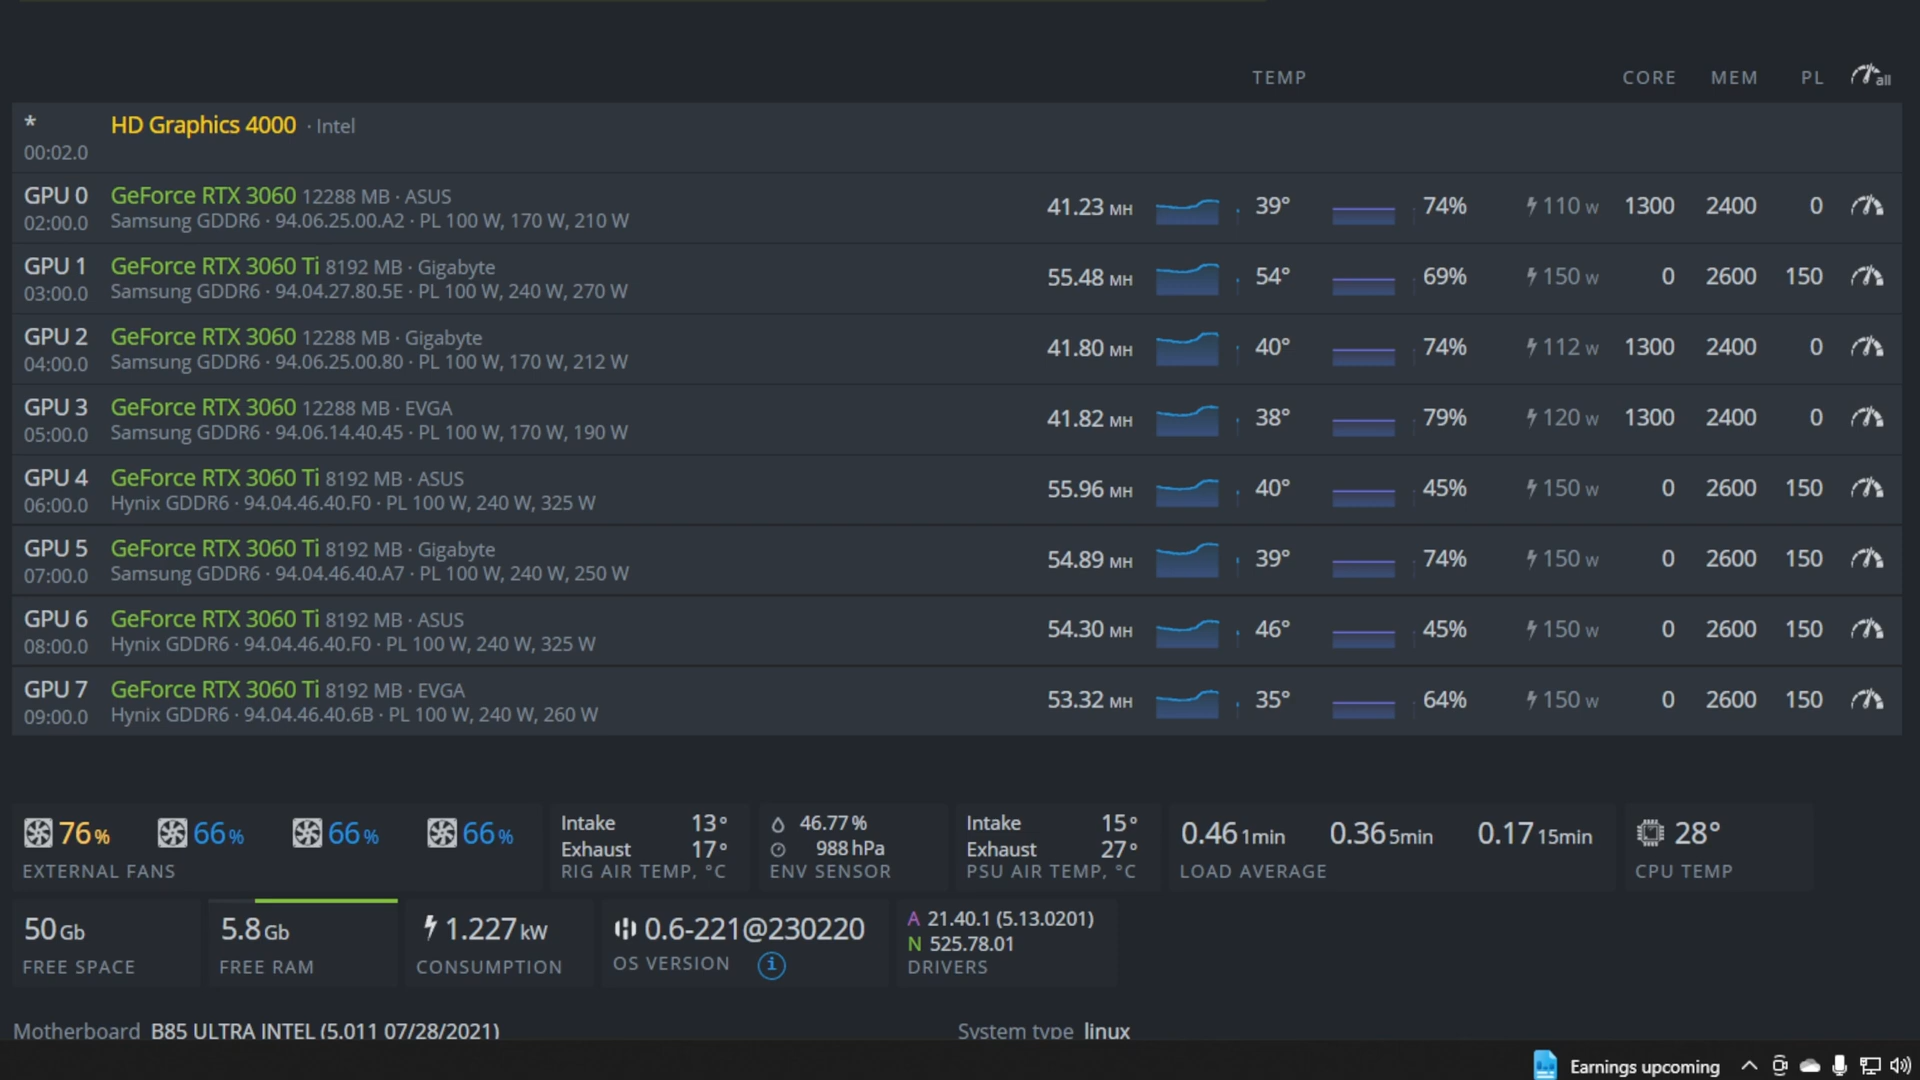 TEMP CORE MEM PL all
* HD Graphics 4000 · Intel
00:02.0
GPU 0 GeForce RTX 3060 12288 MB · ASUS 41.23 MH 39° 74% 110 w 1300 2400 0
02:00.0 Samsung GDDR6 · 94.06.25.00.A2 · PL 100 W, 170 W, 210 W
GPU 1 GeForce RTX 3060 Ti 8192 MB · Gigabyte 55.48 MH 54° 69% 150 w 0 2600 150
03:00.0 Samsung GDDR6 · 94.04.27.80.5E · PL 100 W, 240 W, 270 W
GPU 2 GeForce RTX 3060 12288 MB · Gigabyte 41.80 MH 40° 74% 112 w 1300 2400 0
04:00.0 Samsung GDDR6 · 94.06.25.00.80 · PL 100 W, 170 W, 212 W
GPU 3 GeForce RTX 3060 12288 MB · EVGA 41.82 MH 38° 79% 120 w 1300 2400 0
05:00.0 Samsung GDDR6 · 94.06.14.40.45 · PL 100 W, 170 W, 190 W
GPU 4 GeForce RTX 3060 Ti 8192 MB · ASUS 55.96 MH 40° 45% 150 w 0 2600 150
06:00.0 Hynix GDDR6 · 94.04.46.40.F0 · PL 100 W, 240 W, 325 W
GPU 5 GeForce RTX 3060 Ti 8192 MB · Gigabyte 54.89 MH 39° 74% 150 w 0 2600 150
07:00.0 Samsung GDDR6 · 94.04.46.40.A7 · PL 100 W, 240 W, 250 W
GPU 6 GeForce RTX 3060 Ti 8192 MB · ASUS 54.30 MH 46° 45% 150 w 0 2600 150
08:00.0 Hynix GDDR6 · 94.04.46.40.F0 · PL 100 W, 240 W, 325 W
GPU 7 GeForce RTX 3060 Ti 8192 MB · EVGA 53.32 MH 35° 64% 150 w 0 2600 150
09:00.0 Hynix GDDR6 · 94.04.46.40.6B · PL 100 W, 240 W, 260 W
76% 66% 66% 66%
EXTERNAL FANS
Intake 13°
Exhaust 17°
RIG AIR TEMP, °C
46.77%
988 hPa
ENV SENSOR
Intake 15°
Exhaust 27°
PSU AIR TEMP, °C
0.46 1min 0.36 5min 0.17 15min
LOAD AVERAGE
28°
CPU TEMP
50 Gb
FREE SPACE
5.8 Gb
FREE RAM
1.227 kW
CONSUMPTION
0.6-221@230220
OS VERSION i
A 21.40.1 (5.13.0201)
N 525.78.01
DRIVERS
Motherboard B85 ULTRA INTEL (5.011 07/28/2021)
System type linux
Earnings upcoming